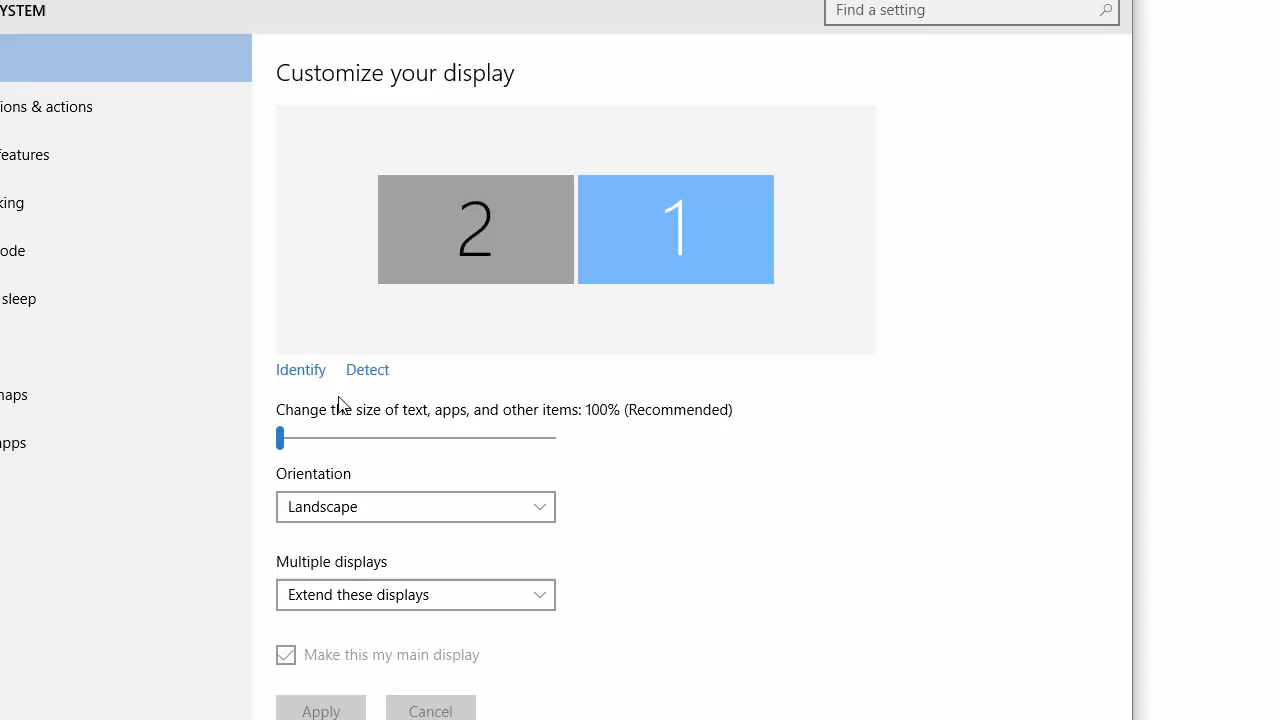 YSTEM
Find a setting
Customize your display
ions & actions
features
king
ode
sleep
naps
apps
2
1
Identify Detect
Change the size of text, apps, and other items: 100% (Recommended)
Orientation
Landscape
Multiple displays
Extend these displays
Make this my main display
Apply Cancel